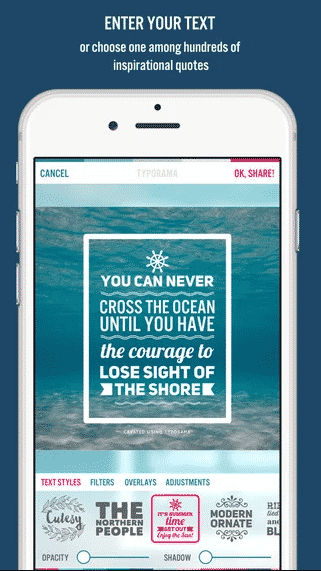 ENTER YOUR TEXT
or choose one among hundreds of
inspirational quotes
CANCEL TYPORAMA OK, SHARE!
YOU CAN NEVER
CROSS THE OCEAN
UNTIL YOU HAVE
the courage to
LOSE SIGHT OF
THE SHORE
CREATED USING TYPORAMA
TEXT STYLES FILTERS OVERLAYS ADJUSTMENTS
Cutesy
THE
NORTHERN
PEOPLE
IT'S SUMMER
time
GET OUT
Enjoy the Sun!
MODERN
ORNATE
OPACITY SHADOW